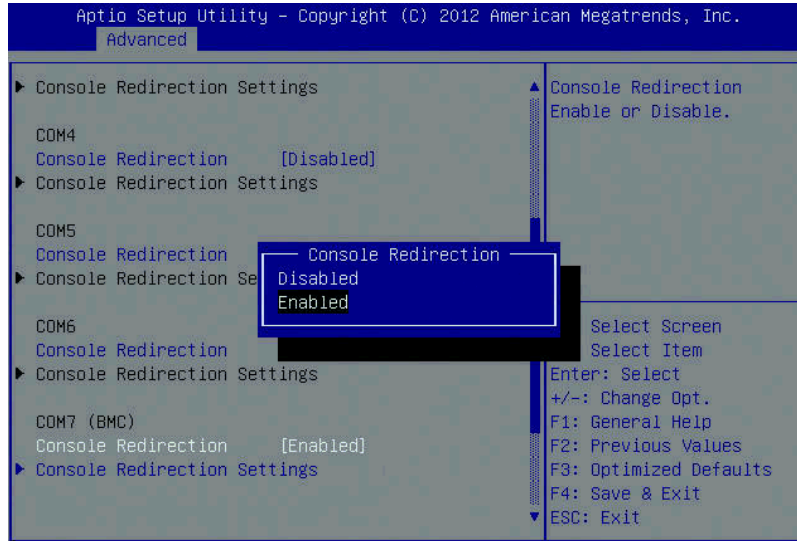 Aptio Setup Utility – Copyright (C) 2012 American Megatrends, Inc.
Advanced
Console Redirection Settings
COM4
Console Redirection [Disabled]
Console Redirection Settings
COM5
Console Redirection
Console Redirection Se
COM6
Console Redirection
Console Redirection Settings
COM7 (BMC)
Console Redirection [Enabled]
Console Redirection Settings
Console Redirection
Disabled
Enabled
Console Redirection
Enable or Disable.
Select Screen
Select Item
Enter: Select
+/-: Change Opt.
F1: General Help
F2: Previous Values
F3: Optimized Defaults
F4: Save & Exit
ESC: Exit